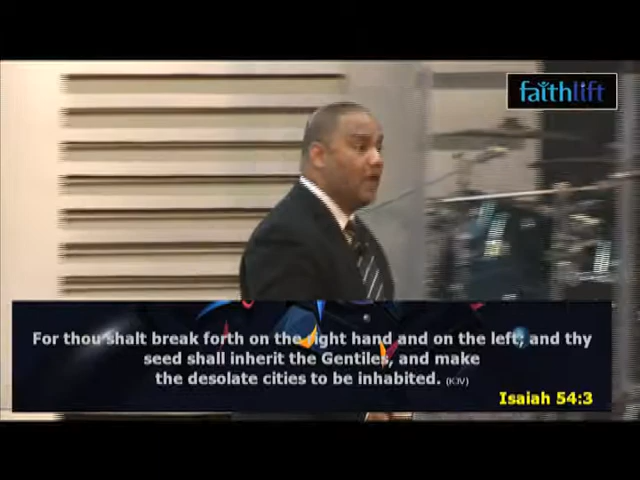 faithlift
For thou shalt break forth on the right hand and on the left; and thy
seed shall inherit the Gentiles, and make
the desolate cities to be inhabited. (KJV)
Isaiah 54:3